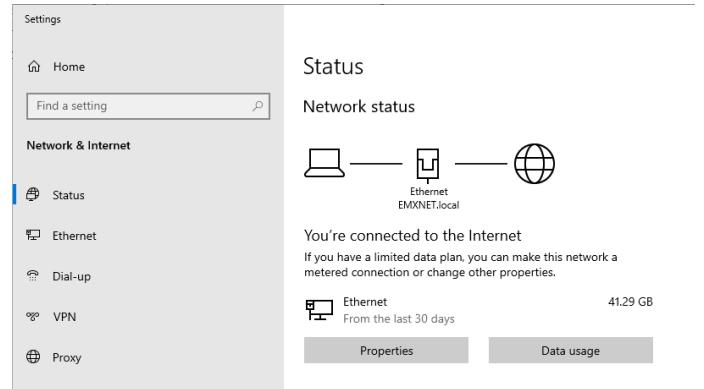 Settings
Home
Find a setting
Network & Internet
Status
Ethernet
Dial-up
VPN
Proxy
Status
Network status
Ethernet
EMXNET.local
You're connected to the Internet
If you have a limited data plan, you can make this network a
metered connection or change other properties.
Ethernet 41.29 GB
From the last 30 days
Properties Data usage